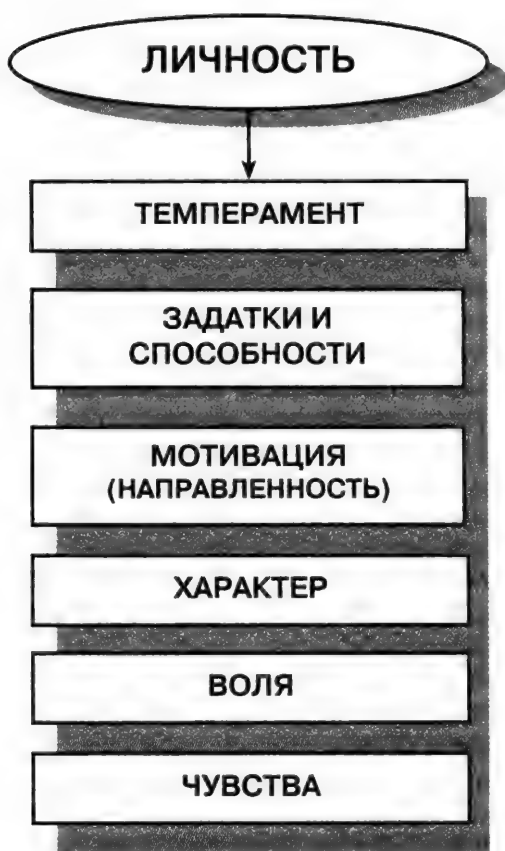 ЛИЧНОСТЬ
ТЕМПЕРАМЕНТ
ЗАДАТКИ И
СПОСОБНОСТИ
МОТИВАЦИЯ
(НАПРАВЛЕННОСТЬ)
ХАРАКТЕР
ВОЛЯ
ЧУВСТВА